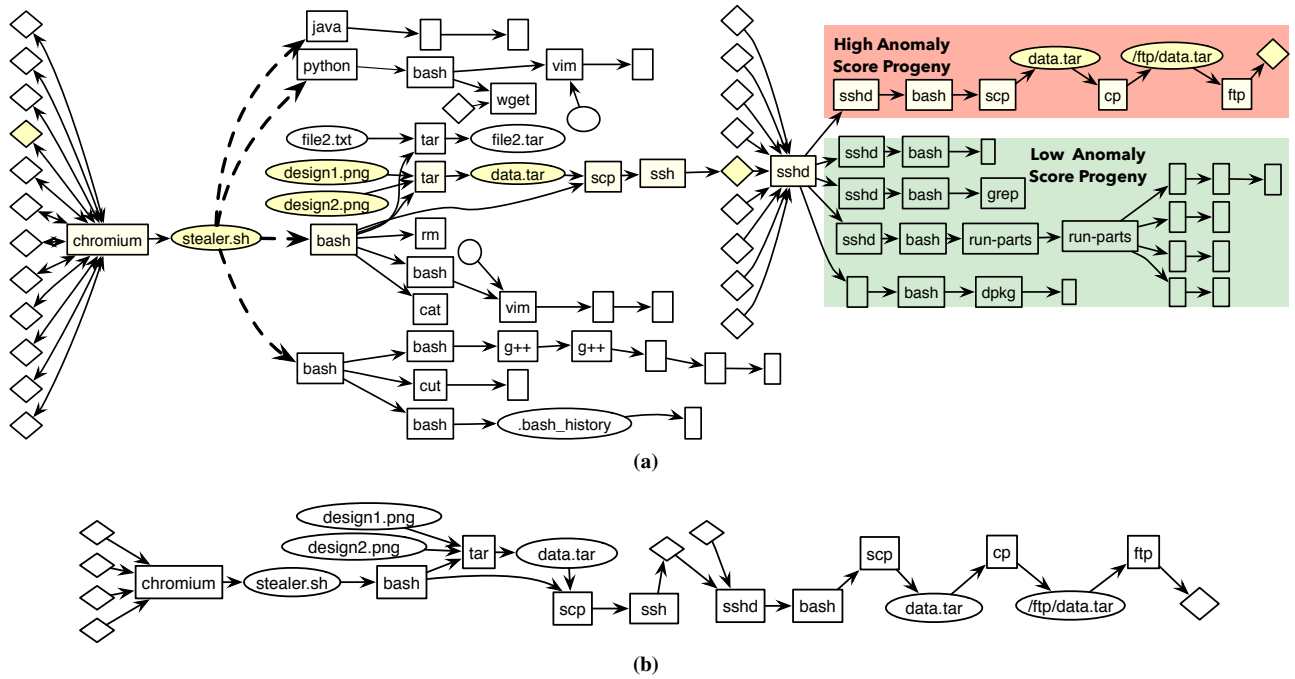 java
python
bash
vim
wget
file2.txt
tar
file2.tar
design1.png
design2.png
tar
data.tar
scp
ssh
sshd
chromium
stealer.sh
bash
rm
bash
cat
vim
bash
bash
g++
g++
cut
bash
.bash_history
High Anomaly
Score Progeny
sshd
bash
scp
data.tar
cp
/ftp/data.tar
ftp
Low Anomaly
Score Progeny
sshd
bash
sshd
bash
grep
sshd
bash
run-parts
run-parts
bash
dpkg
(a)
design1.png
design2.png
tar
data.tar
chromium
stealer.sh
bash
scp
ssh
sshd
bash
scp
data.tar
cp
/ftp/data.tar
ftp
(b)